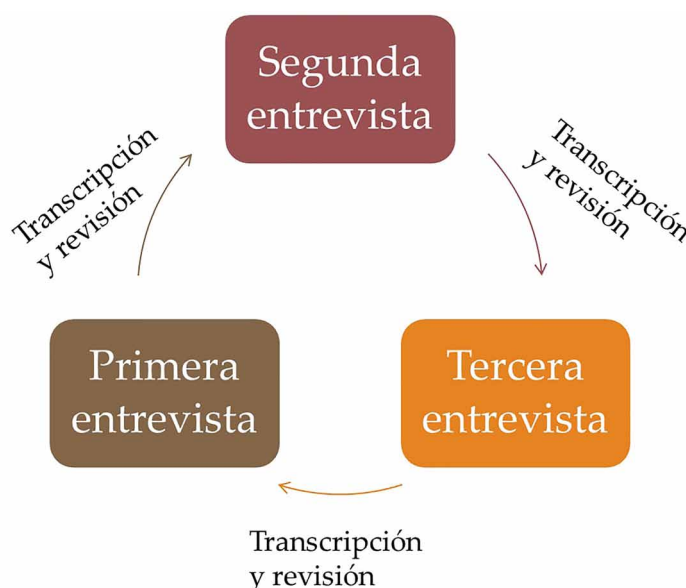 Segunda
entrevista
Transcripción
y revisión
Transcripción
y revisión
Primera
entrevista
Tercera
entrevista
Transcripción
y revisión